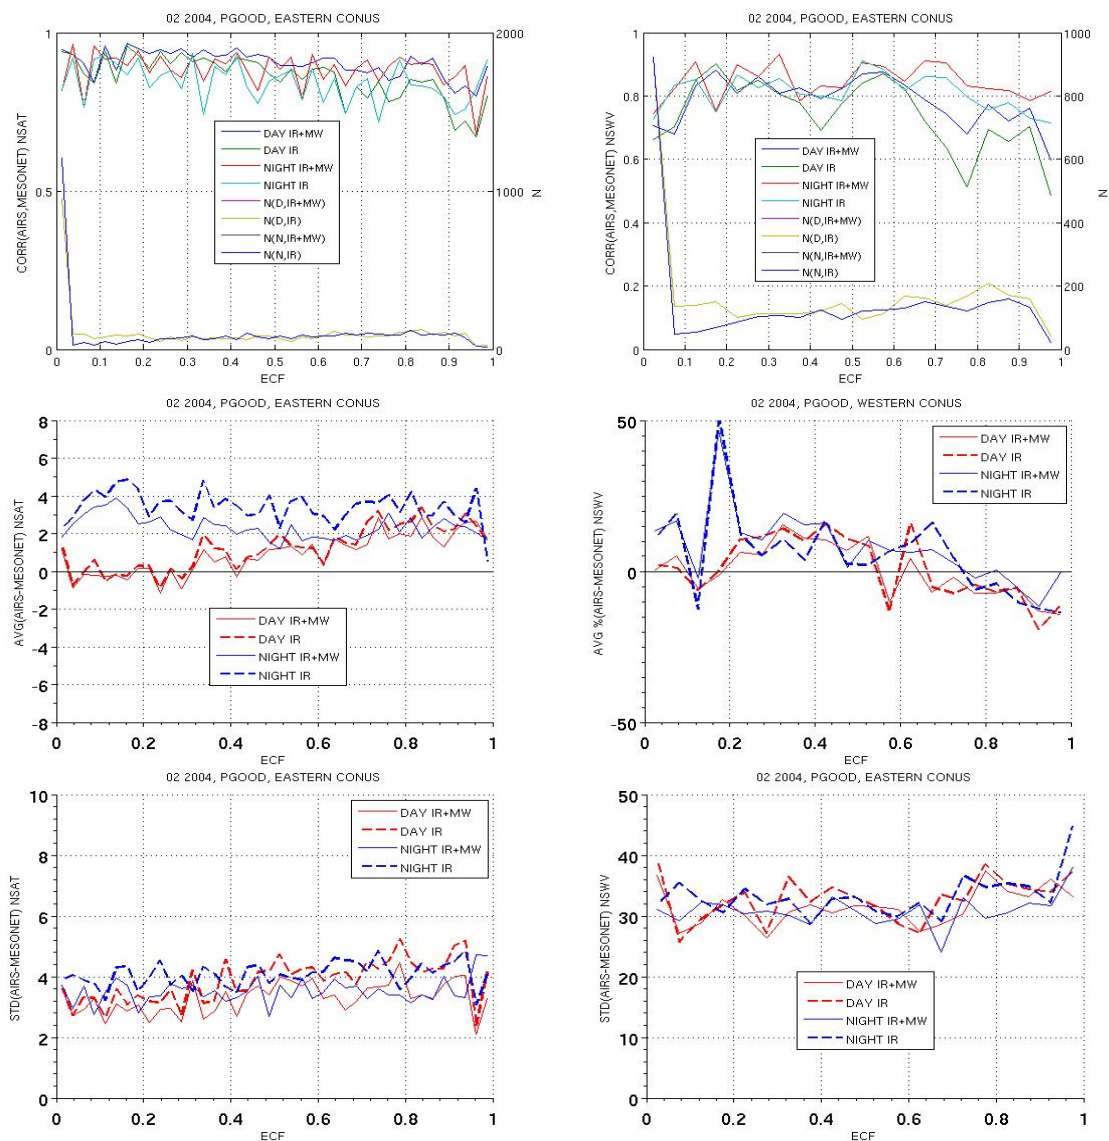 02 2004, PGOOD, EASTERN CONUS
1
0.5
0
2000
1000
0
CORR(AIRS,MESONET) NSAT
N
DAY IR+MW
DAY IR
NIGHT IR+MW
NIGHT IR
N(D,IR+MW)
N(D,IR)
N(N,IR+MW)
N(N,IR)
0 0.1 0.2 0.3 0.4 0.5 0.6 0.7 0.8 0.9 1
ECF
02 2004, PGOOD, EASTERN CONUS
1
0.8
0.6
0.4
0.2
0
1000
800
600
400
200
0
CORR(AIRS,MESONET) NSWV
N
DAY IR+MW
DAY IR
NIGHT IR+MW
NIGHT IR
N(D,IR+MW)
N(D,IR)
N(N,IR+MW)
N(N,IR)
0 0.1 0.2 0.3 0.4 0.5 0.6 0.7 0.8 0.9 1
ECF
02 2004, PGOOD, EASTERN CONUS
8
6
4
2
0
-2
-4
-6
-8
AVG(AIRS-MESONET) NSAT
DAY IR+MW
DAY IR
NIGHT IR+MW
NIGHT IR
0 0.2 0.4 0.6 0.8 1
ECF
02 2004, PGOOD, WESTERN CONUS
50
0
-50
AVG %(AIRS-MESONET) NSWV
DAY IR+MW
DAY IR
NIGHT IR+MW
NIGHT IR
0 0.2 0.4 0.6 0.8 1
ECF
02 2004, PGOOD, EASTERN CONUS
10
8
6
4
2
0
STD(AIRS-MESONET) NSAT
DAY IR+MW
DAY IR
NIGHT IR+MW
NIGHT IR
0 0.2 0.4 0.6 0.8 1
ECF
02 2004, PGOOD, EASTERN CONUS
50
40
30
20
10
0
STD(AIRS-MESONET) NSWV
DAY IR+MW
DAY IR
NIGHT IR+MW
NIGHT IR
0 0.2 0.4 0.6 0.8 1
ECF